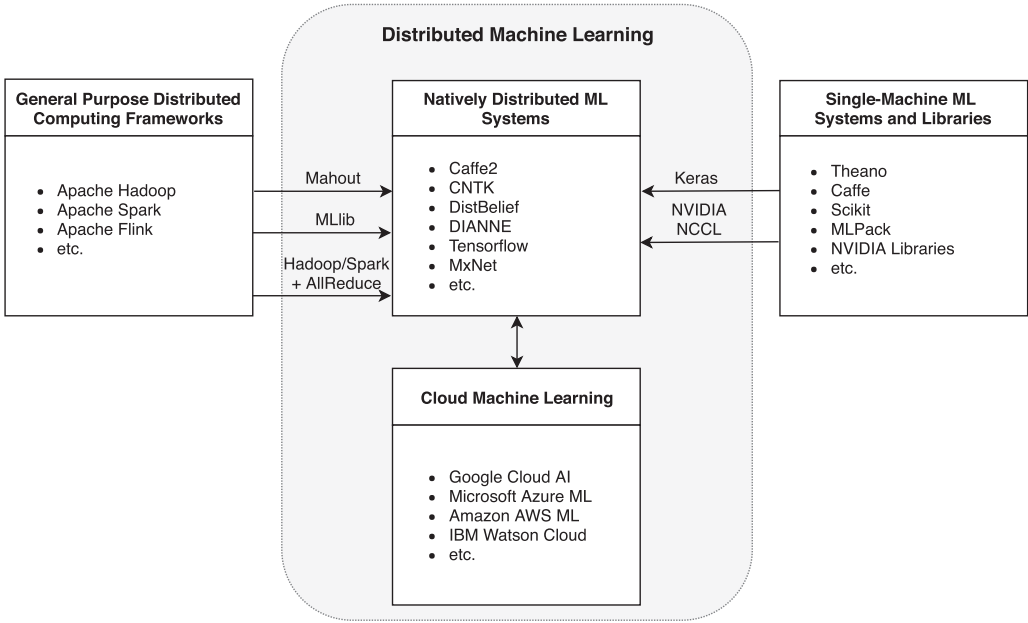 Distributed Machine Learning
General Purpose Distributed
Computing Frameworks
• Apache Hadoop
• Apache Spark
• Apache Flink
• etc.
Mahout
MLlib
Hadoop/Spark
+ AllReduce
Natively Distributed ML
Systems
• Caffe2
• CNTK
• DistBelief
• DIANNE
• Tensorflow
• MxNet
• etc.
Keras
NVIDIA
NCCL
Single-Machine ML
Systems and Libraries
• Theano
• Caffe
• Scikit
• MLPack
• NVIDIA Libraries
• etc.
Cloud Machine Learning
• Google Cloud AI
• Microsoft Azure ML
• Amazon AWS ML
• IBM Watson Cloud
• etc.